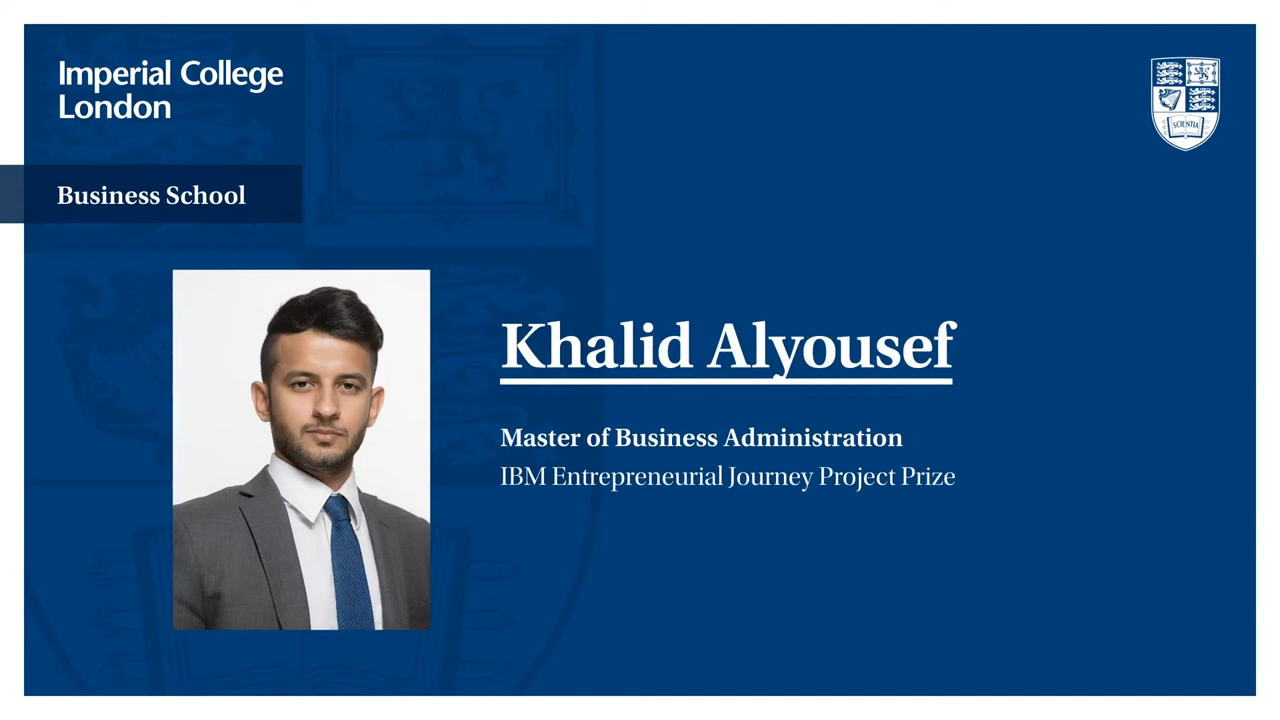 Imperial College
London
SCIENTIA
Business School
Khalid Alyousef
Master of Business Administration
IBM Entrepreneurial Journey Project Prize